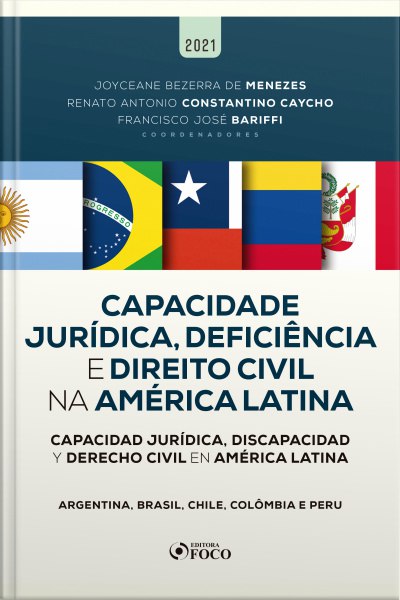 2021
JOYCEANE BEZERRA DE MENEZES
RENATO ANTONIO CONSTANTINO CAYCHO
FRANCISCO JOSÉ BARIFFI
COORDENADORES
PROGRESSO
CAPACIDADE
JURÍDICA, DEFICIÊNCIA
E DIREITO CIVIL
NA AMÉRICA LATINA
CAPACIDAD JURÍDICA, DISCAPACIDAD
Y DERECHO CIVIL EN AMÉRICA LATINA
ARGENTINA, BRASIL, CHILE, COLÔMBIA E PERU
EDITORA
FOCO